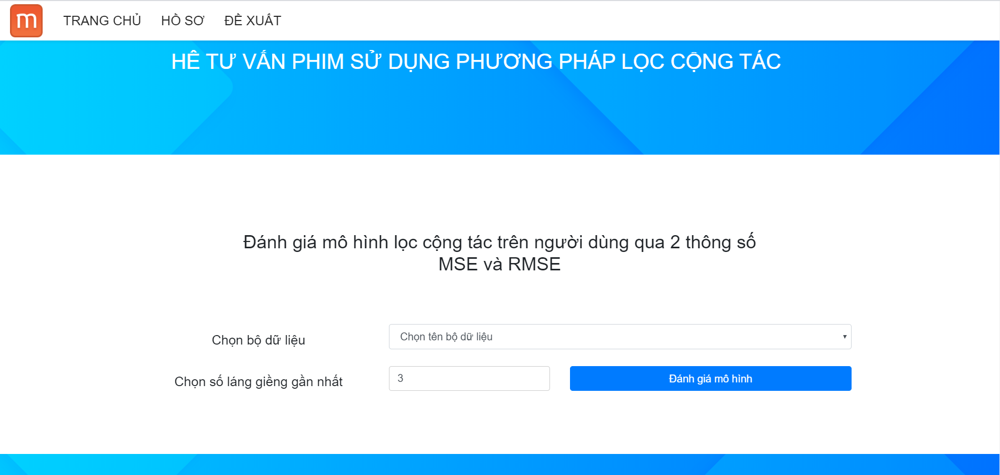 m
TRANG CHỦ HỒ SƠ ĐỀ XUẤT
HỆ TƯ VẤN PHIM SỬ DỤNG PHƯƠNG PHÁP LỌC CỘNG TÁC
Đánh giá mô hình lọc cộng tác trên người dùng qua 2 thông số
MSE và RMSE
Chọn bộ dữ liệu
Chọn tên bộ dữ liệu
Chọn số láng giềng gần nhất
3
Đánh giá mô hình